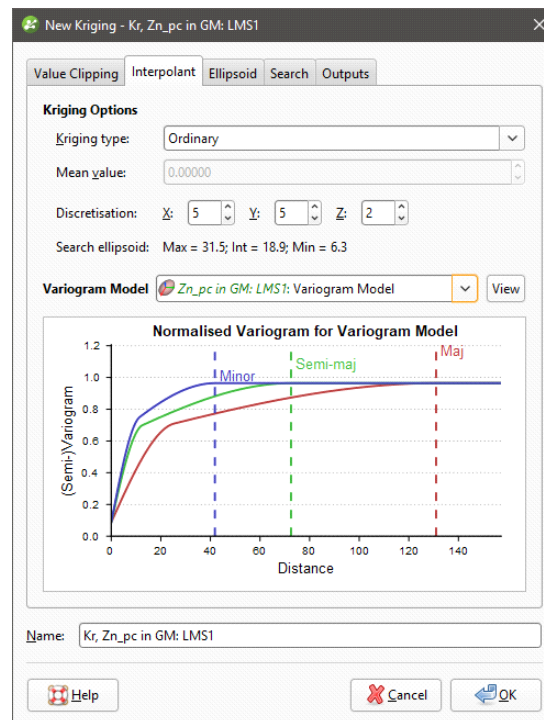 New Kriging - Kr, Zn_pc in GM: LMS1
Value Clipping Interpolant Ellipsoid Search Outputs
Kriging Options
Kriging type: Ordinary
Mean value: 0.00000
Discretisation: X: 5 Y: 5 Z: 2
Search ellipsoid: Max = 31.5; Int = 18.9; Min = 6.3
Variogram Model Zn_pc in GM: LMS1: Variogram Model View
Normalised Variogram for Variogram Model
1.2
1.0
0.8
0.6
0.4
0.2
0.0
(Semi-)Variogram
Minor
Semi-maj
Maj
0 20 40 60 80 100 120 140
Distance
Name: Kr, Zn_pc in GM: LMS1
Help Cancel OK